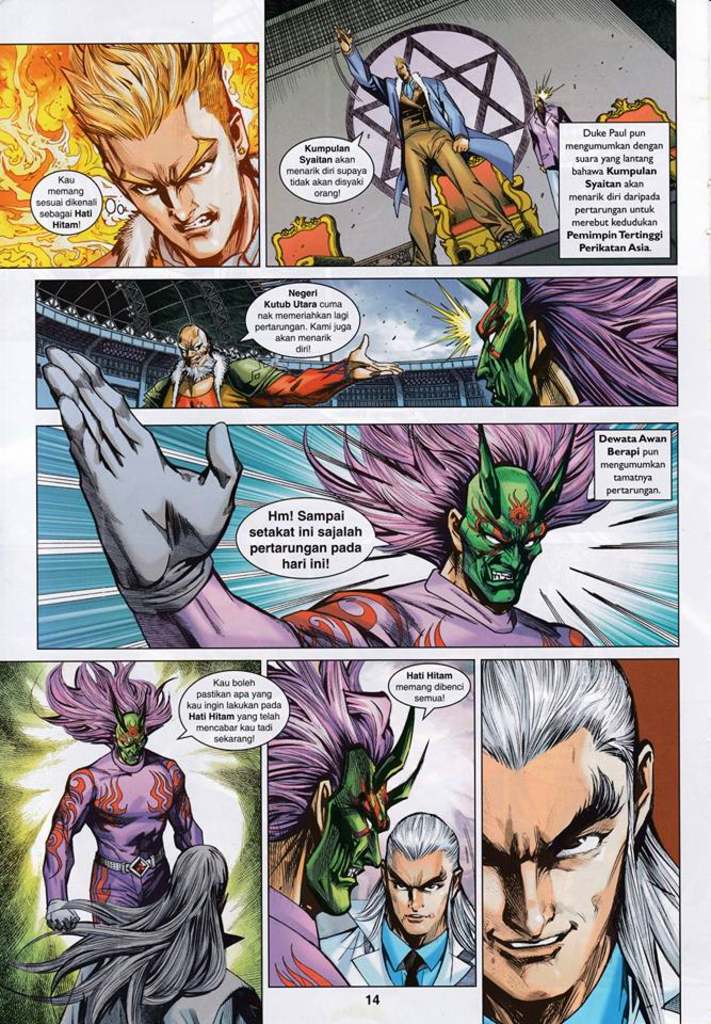 Kau
memang
sesuai dikenali
sebagai Hati
Hitam!
Kumpulan
Syaitan akan
menarik diri supaya
tidak akan disyaki
orang!
Duke Paul pun
mengumumkan dengan
suara yang lantang
bahawa Kumpulan
Syaitan akan
menarik diri daripada
pertarungan untuk
merebut kedudukan
Pemimpin Tertinggi
Perikatan Asia.
Negeri
Kutub Utara cuma
nak memeriahkan lagi
pertarungan. Kami juga
akan menarik
diri!
Dewata Awan
Berapi pun
mengumumkan
tamatnya
pertarungan.
Hm! Sampai
setakat ini sajalah
pertarungan pada
hari ini!
Kau boleh
pastikan apa yang
kau ingin lakukan pada
Hati Hitam yang telah
mencabar kau tadi
sekarang!
Hati Hitam
memang dibenci
semua!
14